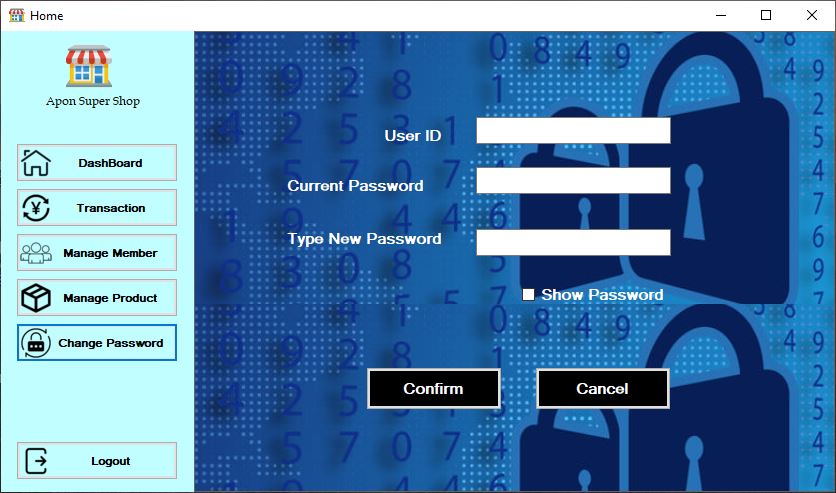 Home
Apon Super Shop
DashBoard
Transaction
Manage Member
Manage Product
Change Password
Logout
User ID
Current Password
Type New Password
Show Password
Confirm
Cancel